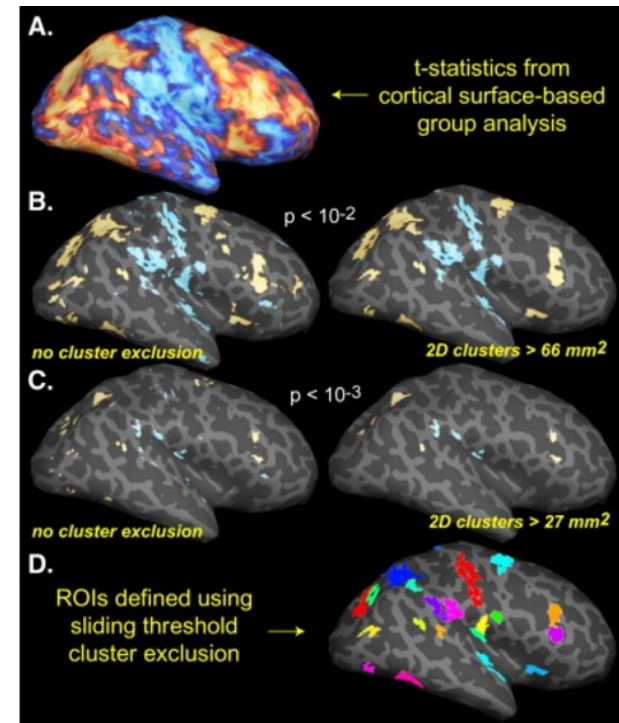 A.
t-statistics from
cortical surface-based
group analysis
B.
p < 10-2
no cluster exclusion
2D clusters > 66 mm2
C.
p < 10-3
no cluster exclusion
2D clusters > 27 mm2
D.
ROIs defined using
sliding threshold
cluster exclusion